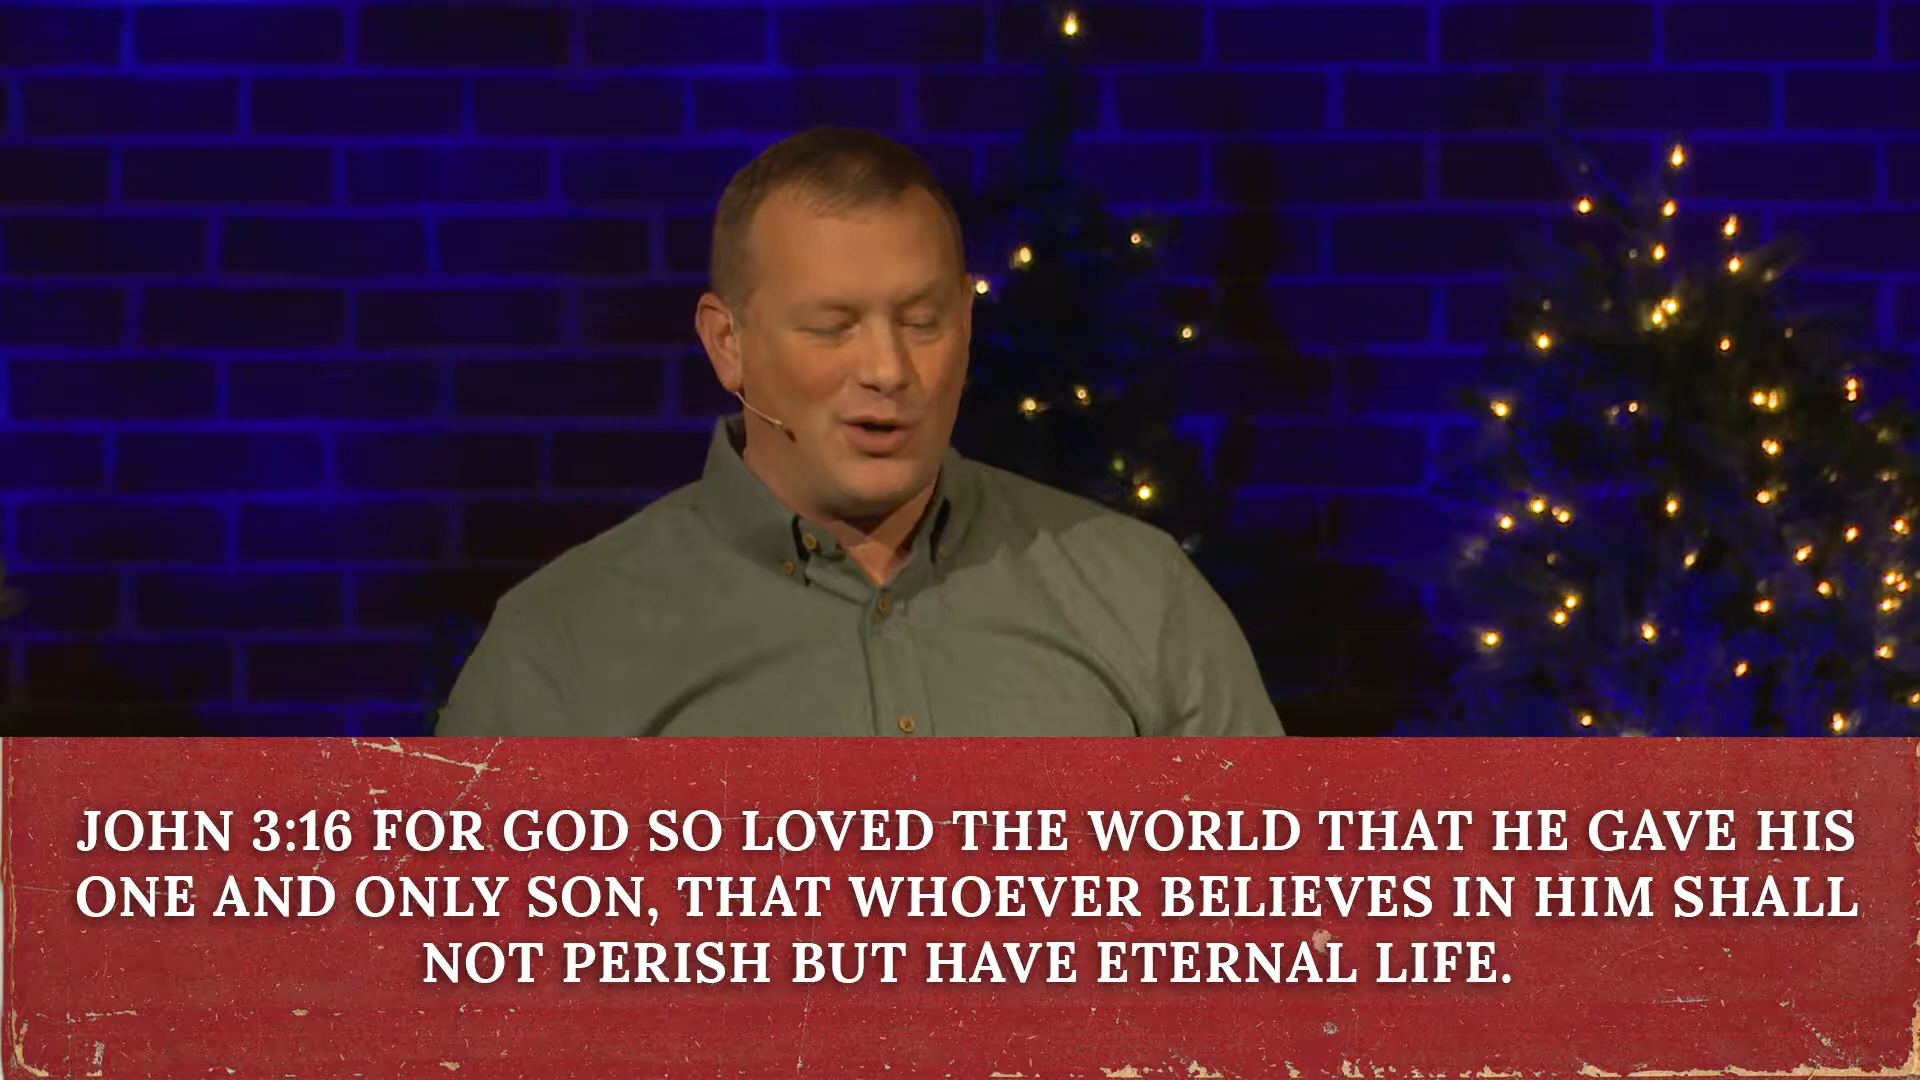 JOHN 3:16 FOR GOD SO LOVED THE WORLD THAT HE GAVE HIS
ONE AND ONLY SON, THAT WHOEVER BELIEVES IN HIM SHALL
NOT PERISH BUT HAVE ETERNAL LIFE.